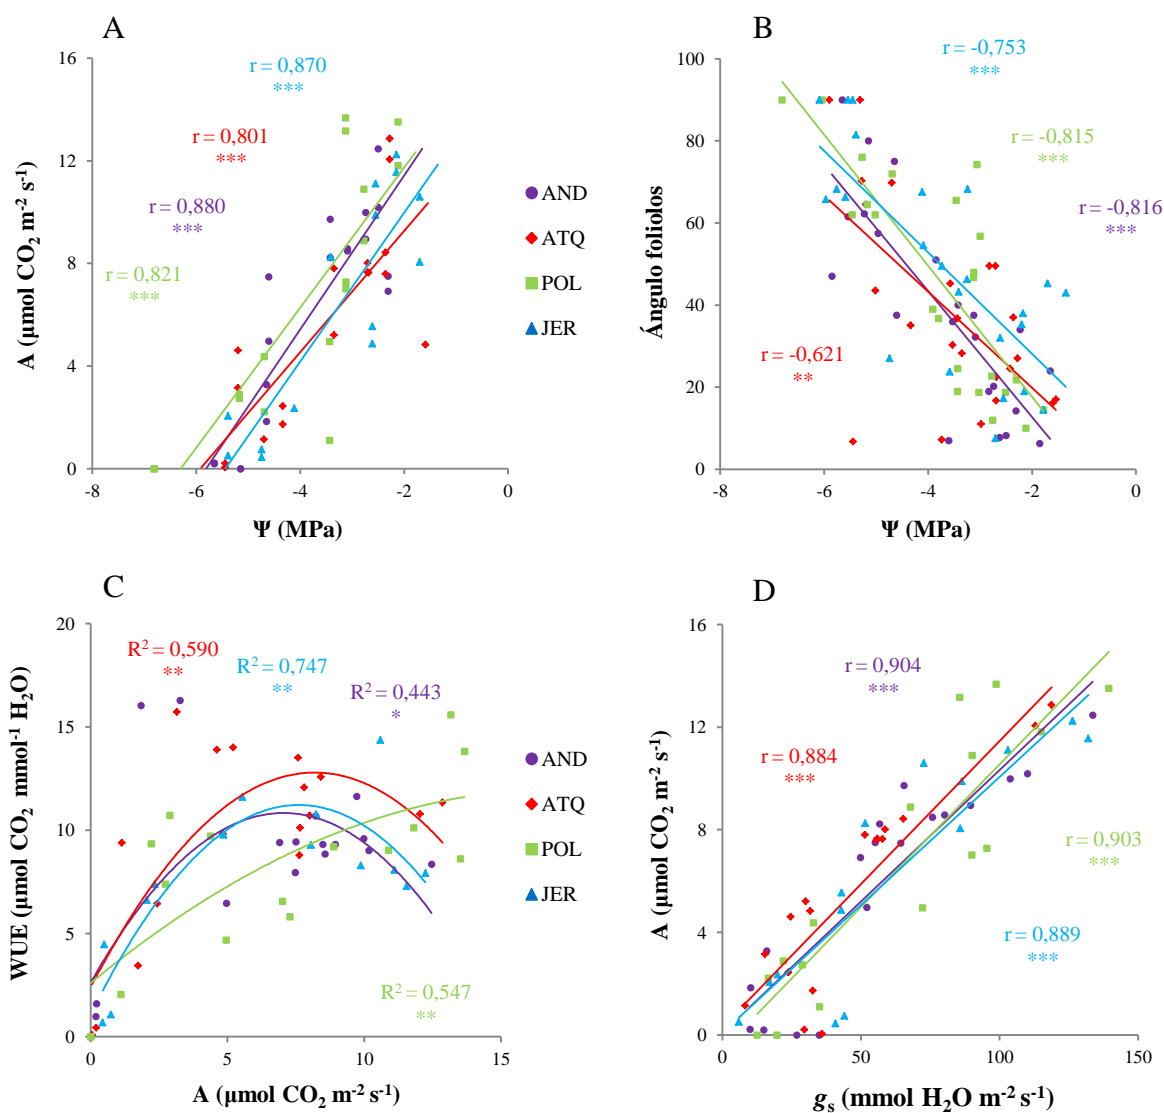 A
r = 0,870
***
r = 0,801
***
r = 0,880
***
r = 0,821
***
16
12
8
4
0
-8
-6
-4
-2
0
A (µmol CO2 m-2 s-1)
Ψ (MPa)
AND
ATQ
POL
JER
B
r = -0,753
***
r = -0,815
***
r = -0,816
***
r = -0,621
**
100
80
60
40
20
0
-8
-6
-4
-2
0
Ángulo foliolos
Ψ (MPa)
C
R2 = 0,590
**
R2 = 0,747
**
R2 = 0,443
*
R2 = 0,547
**
20
15
10
5
0
0
5
10
15
WUE (µmol CO2 mmol-1 H2O)
A (µmol CO2 m-2 s-1)
AND
ATQ
POL
JER
D
r = 0,904
***
r = 0,884
***
r = 0,903
***
r = 0,889
***
16
12
8
4
0
0
50
100
150
A (µmol CO2 m-2 s-1)
gs (mmol H2O m-2 s-1)